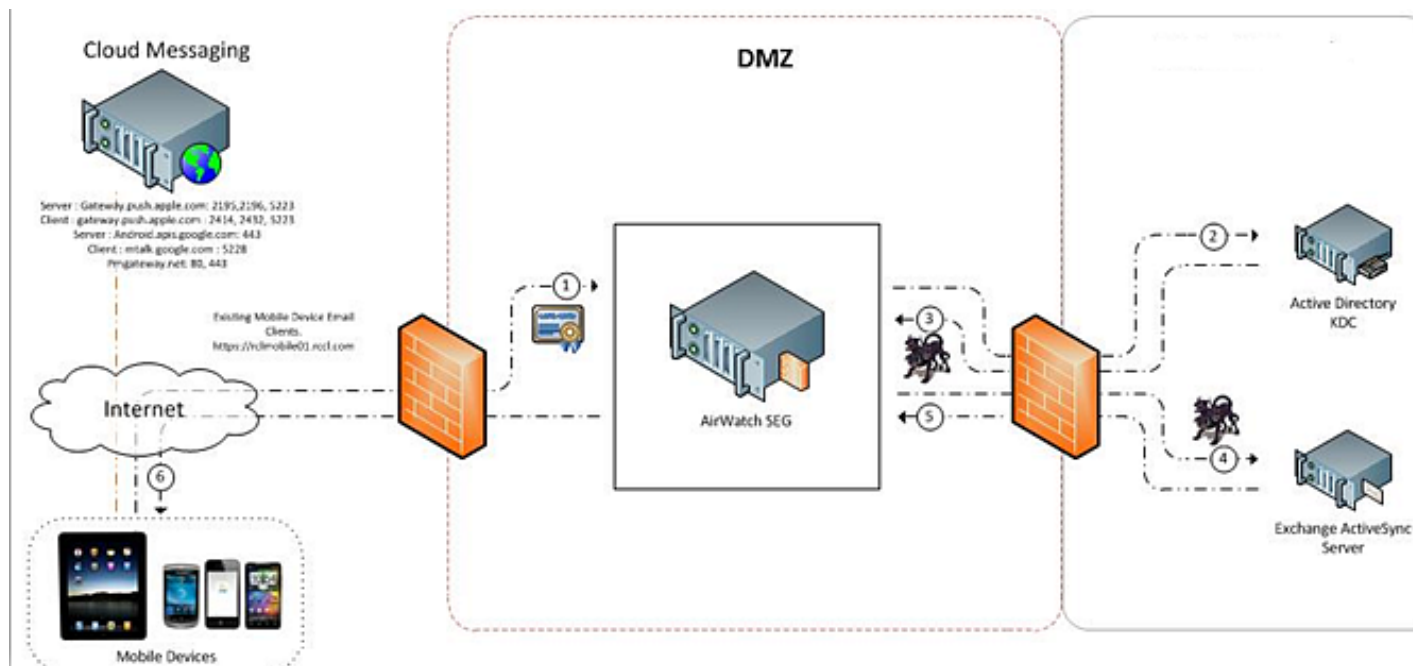 Cloud Messaging
Server : Gateway.push.apple.com: 2195,2196, 5223
Client : gateway.push.apple.com : 2414, 2432, 5223
Server : Android.apis.google.com: 443
Client : mtalk.google.com : 5228
Pmgateway.net: 80, 443
DMZ
Existing Mobile Device Email
Clients.
https://rclmobile01.rccl.com
Internet
1
2
3
4
5
6
AirWatch SEG
Active Directory
KDC
Exchange ActiveSync
Server
Mobile Devices